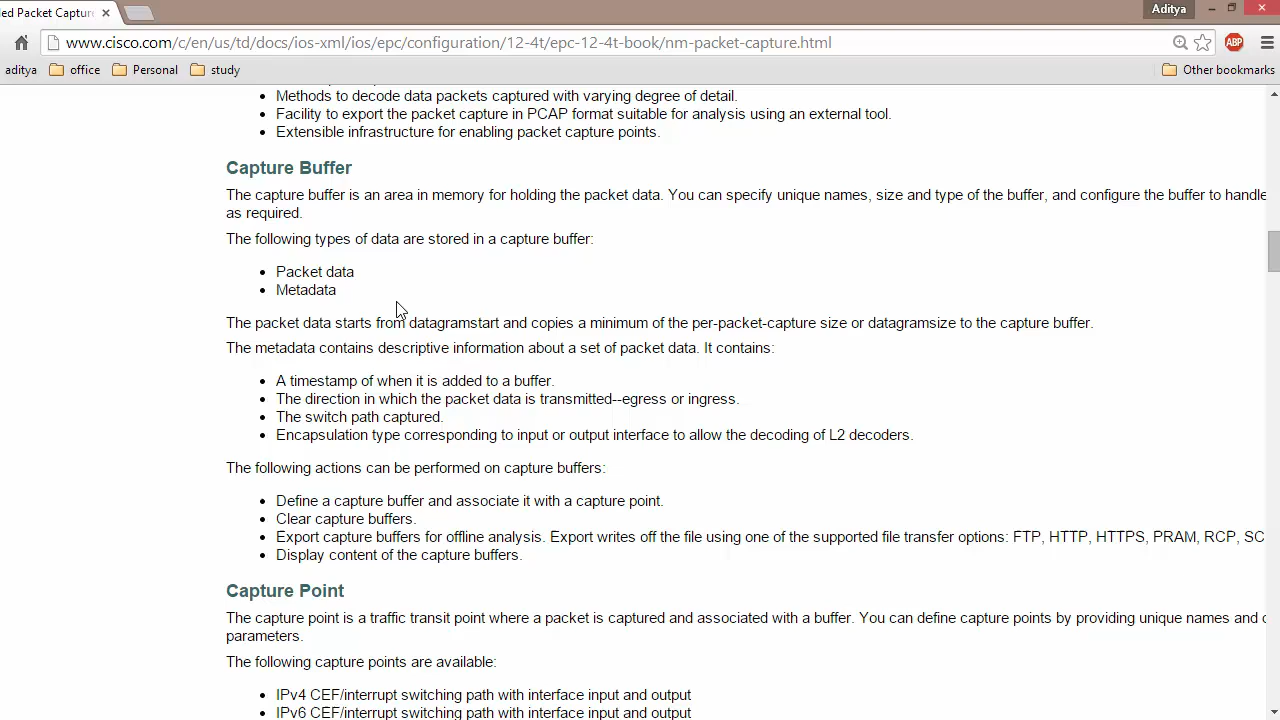 led Packet Capture
Aditya
www.cisco.com/c/en/us/td/docs/ios-xml/ios/epc/configuration/12-4t/epc-12-4t-book/nm-packet-capture.html
ABP
aditya office Personal study Other bookmarks
• Methods to decode data packets captured with varying degree of detail.
• Facility to export the packet capture in PCAP format suitable for analysis using an external tool.
• Extensible infrastructure for enabling packet capture points.
Capture Buffer
The capture buffer is an area in memory for holding the packet data. You can specify unique names, size and type of the buffer, and configure the buffer to handle
as required.
The following types of data are stored in a capture buffer:
• Packet data
• Metadata
The packet data starts from datagramstart and copies a minimum of the per-packet-capture size or datagramsize to the capture buffer.
The metadata contains descriptive information about a set of packet data. It contains:
• A timestamp of when it is added to a buffer.
• The direction in which the packet data is transmitted--egress or ingress.
• The switch path captured.
• Encapsulation type corresponding to input or output interface to allow the decoding of L2 decoders.
The following actions can be performed on capture buffers:
• Define a capture buffer and associate it with a capture point.
• Clear capture buffers.
• Export capture buffers for offline analysis. Export writes off the file using one of the supported file transfer options: FTP, HTTP, HTTPS, PRAM, RCP, SC
• Display content of the capture buffers.
Capture Point
The capture point is a traffic transit point where a packet is captured and associated with a buffer. You can define capture points by providing unique names and
parameters.
The following capture points are available:
• IPv4 CEF/interrupt switching path with interface input and output
• IPv6 CEF/interrupt switching path with interface input and output